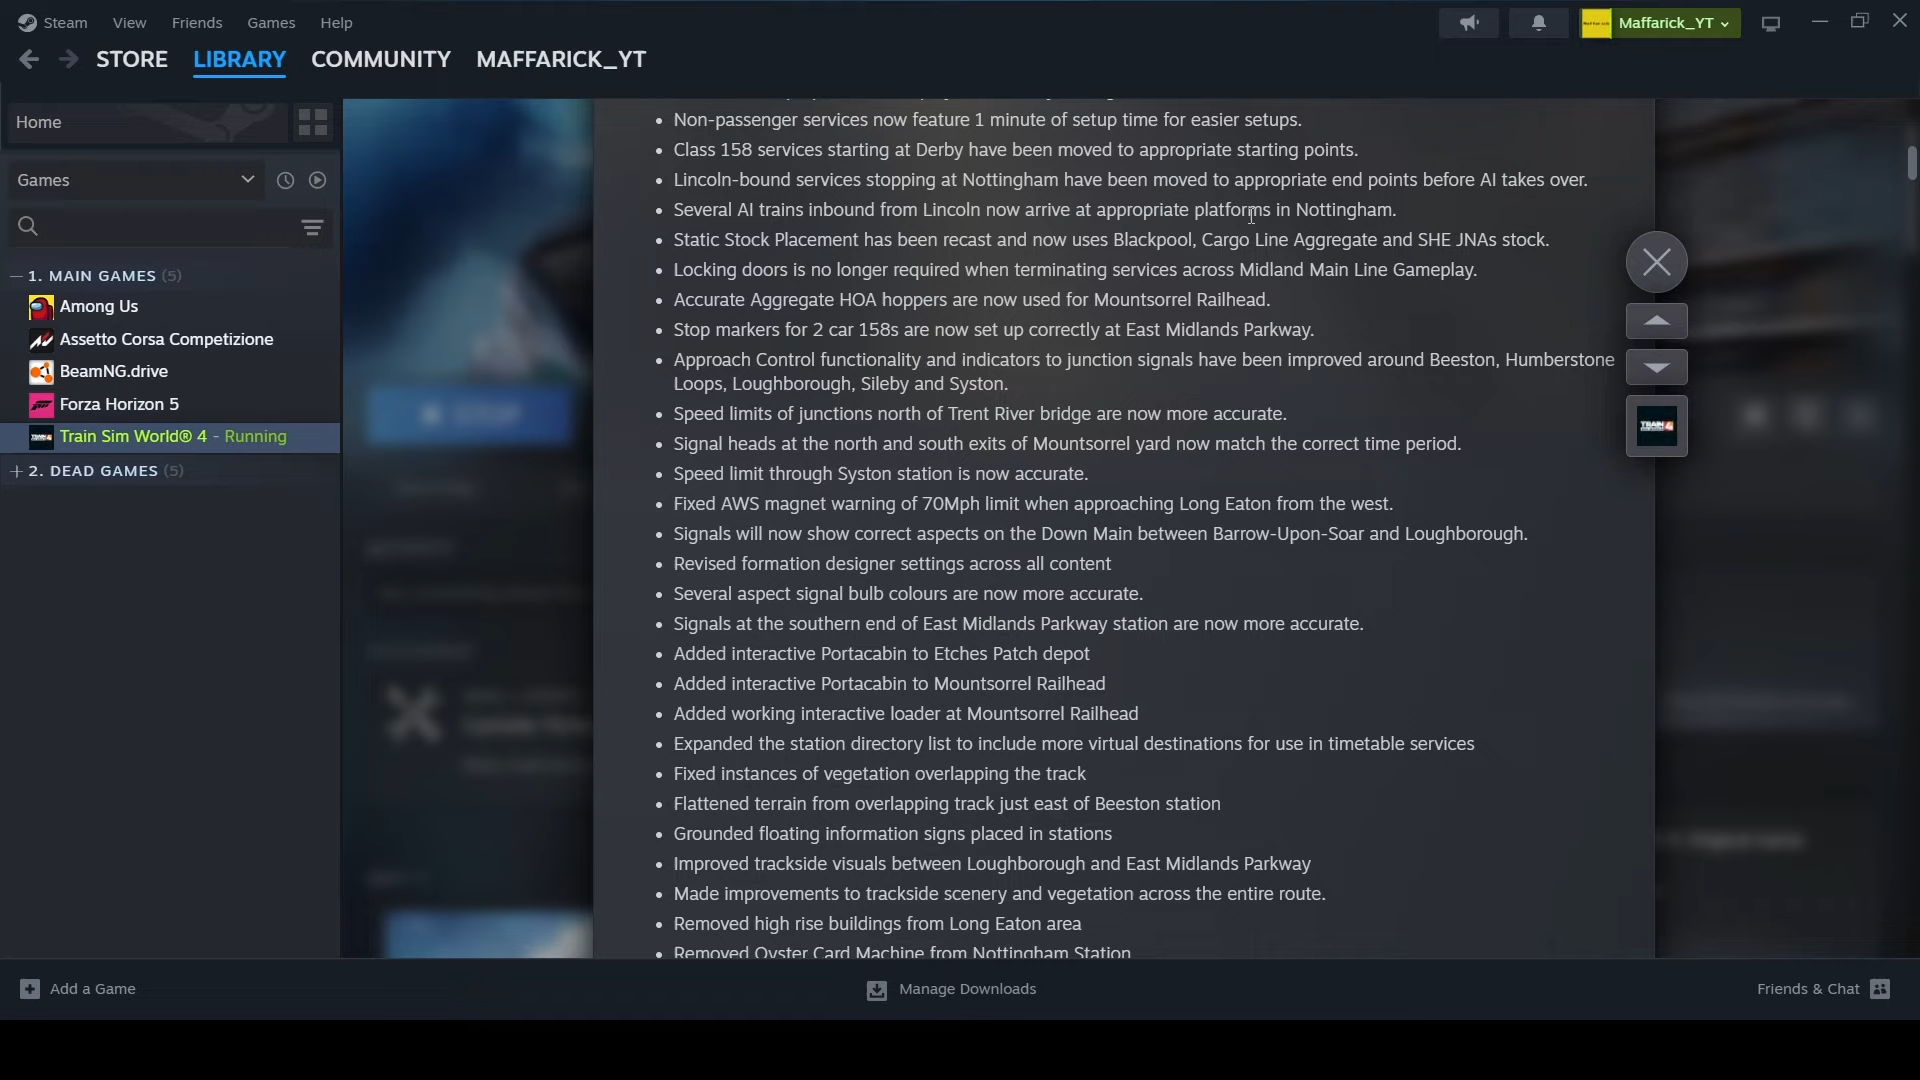 Steam View Friends Games Help
Maffarick_YT
STORE LIBRARY COMMUNITY MAFFARICK_YT
Home
Games
1. MAIN GAMES (5)
Among Us
Assetto Corsa Competizione
BeamNG.drive
Forza Horizon 5
Train Sim World® 4 - Running
2. DEAD GAMES (5)
• Non-passenger services now feature 1 minute of setup time for easier setups.
• Class 158 services starting at Derby have been moved to appropriate starting points.
• Lincoln-bound services stopping at Nottingham have been moved to appropriate end points before AI takes over.
• Several AI trains inbound from Lincoln now arrive at appropriate platforms in Nottingham.
• Static Stock Placement has been recast and now uses Blackpool, Cargo Line Aggregate and SHE JNAs stock.
• Locking doors is no longer required when terminating services across Midland Main Line Gameplay.
• Accurate Aggregate HOA hoppers are now used for Mountsorrel Railhead.
• Stop markers for 2 car 158s are now set up correctly at East Midlands Parkway.
• Approach Control functionality and indicators to junction signals have been improved around Beeston, Humberstone
Loops, Loughborough, Sileby and Syston.
• Speed limits of junctions north of Trent River bridge are now more accurate.
• Signal heads at the north and south exits of Mountsorrel yard now match the correct time period.
• Speed limit through Syston station is now accurate.
• Fixed AWS magnet warning of 70Mph limit when approaching Long Eaton from the west.
• Signals will now show correct aspects on the Down Main between Barrow-Upon-Soar and Loughborough.
• Revised formation designer settings across all content
• Several aspect signal bulb colours are now more accurate.
• Signals at the southern end of East Midlands Parkway station are now more accurate.
• Added interactive Portacabin to Etches Patch depot
• Added interactive Portacabin to Mountsorrel Railhead
• Added working interactive loader at Mountsorrel Railhead
• Expanded the station directory list to include more virtual destinations for use in timetable services
• Fixed instances of vegetation overlapping the track
• Flattened terrain from overlapping track just east of Beeston station
• Grounded floating information signs placed in stations
• Improved trackside visuals between Loughborough and East Midlands Parkway
• Made improvements to trackside scenery and vegetation across the entire route.
• Removed high rise buildings from Long Eaton area
• Removed Oyster Card Machine from Nottingham Station
TRAIN 4
Add a Game
Manage Downloads
Friends & Chat